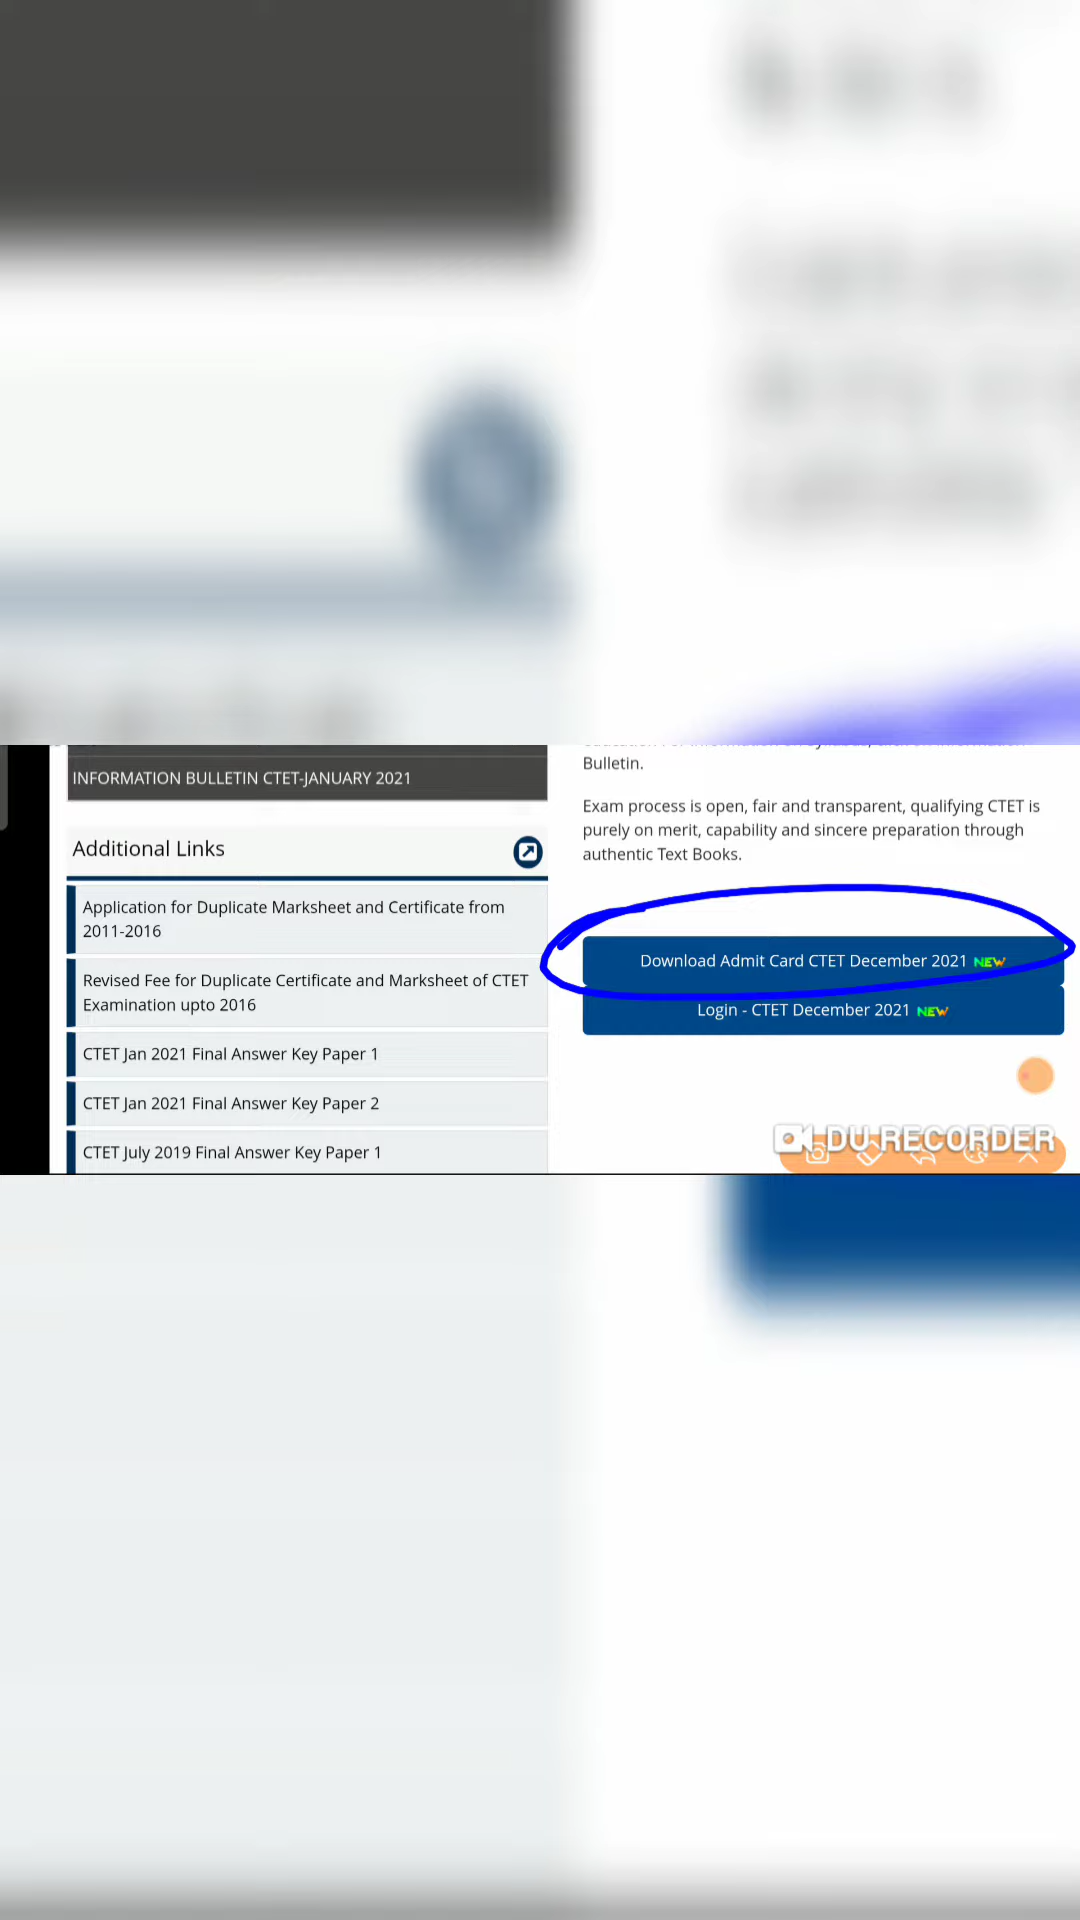 INFORMATION BULLETIN CTET-JANUARY 2021
Additional Links
Application for Duplicate Marksheet and Certificate from
2011-2016
Revised Fee for Duplicate Certificate and Marksheet of CTET
Examination upto 2016
CTET Jan 2021 Final Answer Key Paper 1
CTET Jan 2021 Final Answer Key Paper 2
CTET July 2019 Final Answer Key Paper 1
Bulletin.
Exam process is open, fair and transparent, qualifying CTET is
purely on merit, capability and sincere preparation through
authentic Text Books.
Download Admit Card CTET December 2021 NEW
Login - CTET December 2021 NEW
DU RECORDER